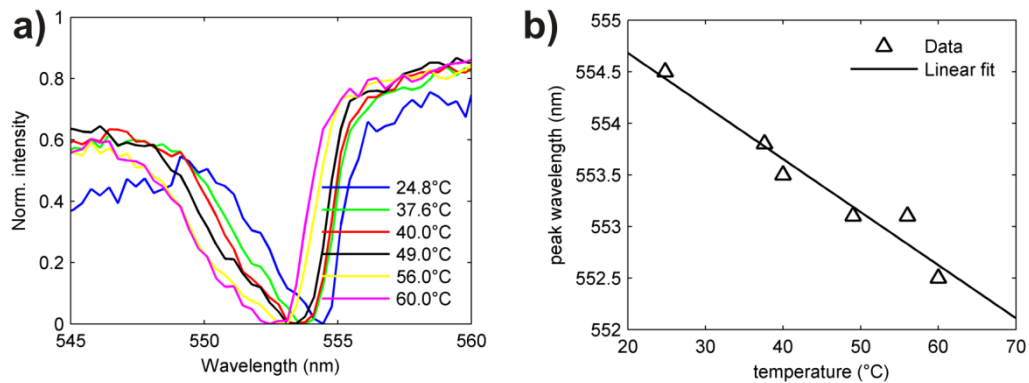 a)
1
0.8
0.6
0.4
0.2
0
Norm. intensity
24.8°C
37.6°C
40.0°C
49.0°C
56.0°C
60.0°C
545
550
555
560
Wavelength (nm)
b)
555
554.5
554
553.5
553
552.5
552
peak wavelength (nm)
Data
Linear fit
20
30
40
50
60
70
temperature (°C)